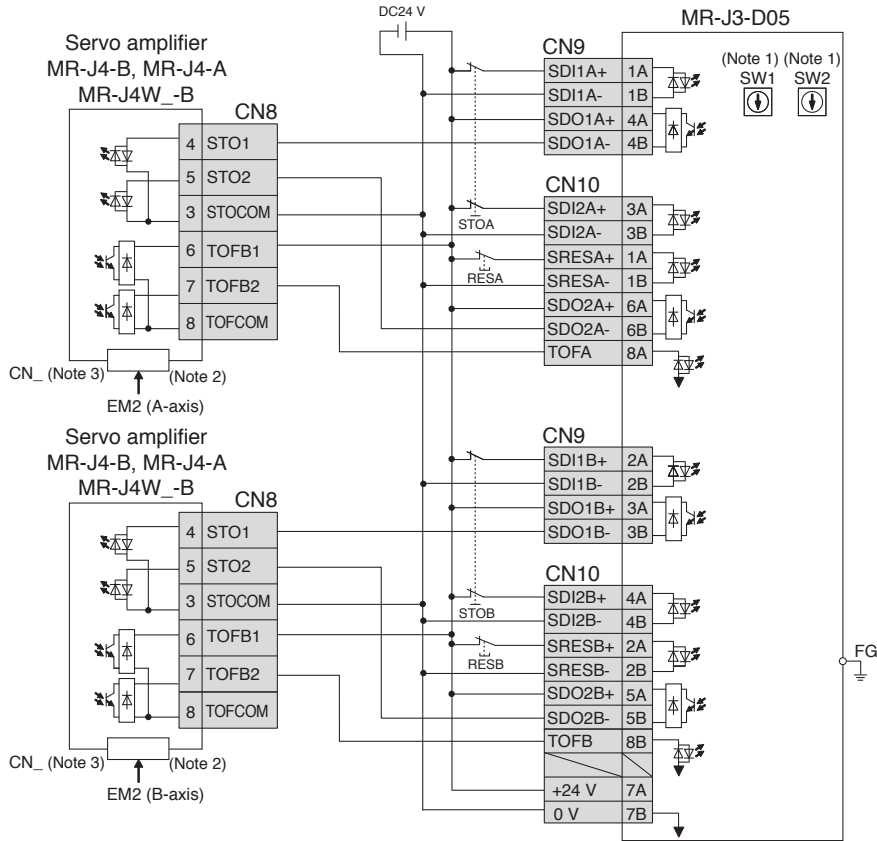 DC24 V
MR-J3-D05
(Note 1) (Note 1)
SW1 SW2
Servo amplifier
MR-J4-B, MR-J4-A
MR-J4W_-B
CN8
4 STO1
5 STO2
3 STOCOM
6 TOFB1
7 TOFB2
8 TOFCOM
CN_ (Note 3) (Note 2)
EM2 (A-axis)
CN9
SDI1A+ 1A
SDI1A- 1B
SDO1A+ 4A
SDO1A- 4B
CN10
SDI2A+ 3A
STOA
SDI2A- 3B
SRESA+ 1A
RESA
SRESA- 1B
SDO2A+ 6A
SDO2A- 6B
TOFA 8A
Servo amplifier
MR-J4-B, MR-J4-A
MR-J4W_-B
CN8
4 STO1
5 STO2
3 STOCOM
6 TOFB1
7 TOFB2
8 TOFCOM
CN_ (Note 3) (Note 2)
EM2 (B-axis)
CN9
SDI1B+ 2A
SDI1B- 2B
SDO1B+ 3A
SDO1B- 3B
CN10
SDI2B+ 4A
STOB
SDI2B- 4B
SRESB+ 2A
RESB
SRESB- 2B
SDO2B+ 5A
SDO2B- 5B
TOFB 8B
+24 V 7A
0 V 7B
FG